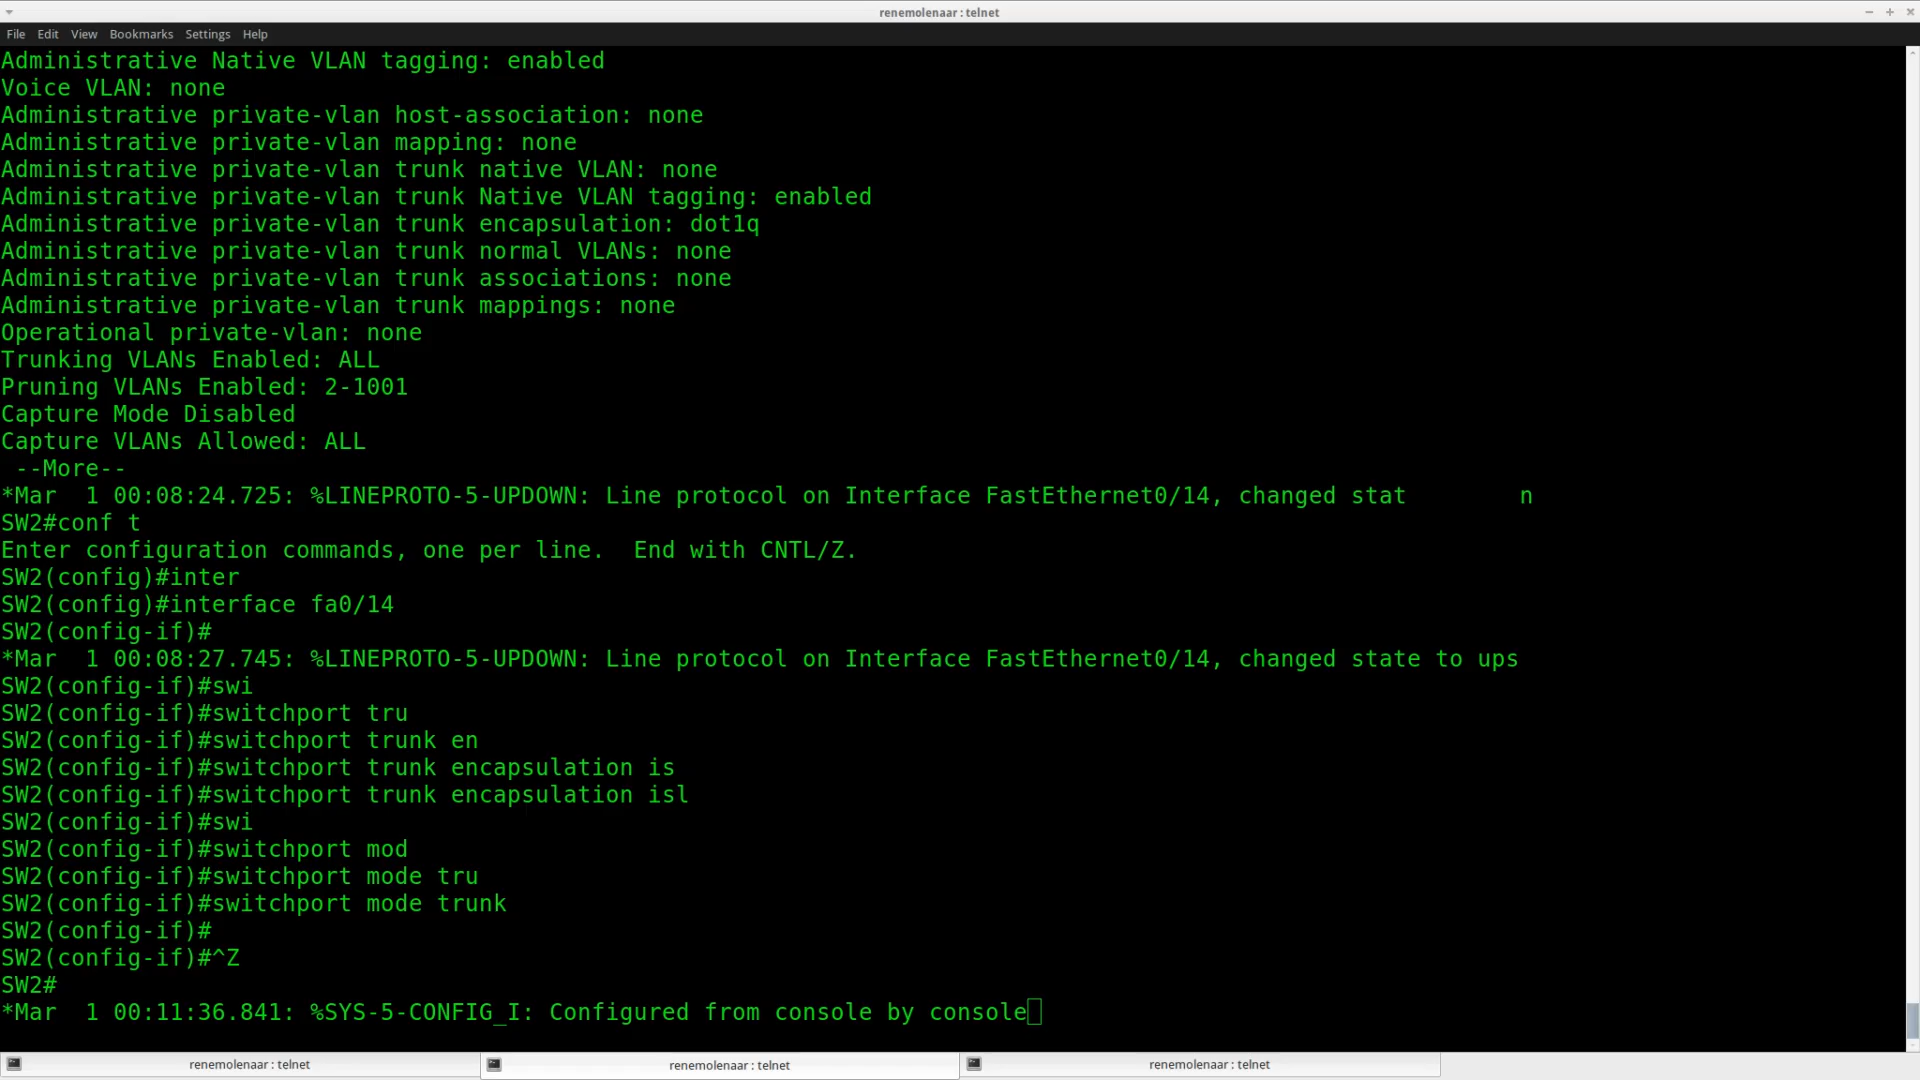 renemolenaar : telnet
File Edit View Bookmarks Settings Help
Administrative Native VLAN tagging: enabled
Voice VLAN: none
Administrative private-vlan host-association: none
Administrative private-vlan mapping: none
Administrative private-vlan trunk native VLAN: none
Administrative private-vlan trunk Native VLAN tagging: enabled
Administrative private-vlan trunk encapsulation: dot1q
Administrative private-vlan trunk normal VLANs: none
Administrative private-vlan trunk associations: none
Administrative private-vlan trunk mappings: none
Operational private-vlan: none
Trunking VLANs Enabled: ALL
Pruning VLANs Enabled: 2-1001
Capture Mode Disabled
Capture VLANs Allowed: ALL
 --More--
*Mar  1 00:08:24.725: %LINEPROTO-5-UPDOWN: Line protocol on Interface FastEthernet0/14, changed stat        n
SW2#conf t
Enter configuration commands, one per line.  End with CNTL/Z.
SW2(config)#inter
SW2(config)#interface fa0/14
SW2(config-if)#
*Mar  1 00:08:27.745: %LINEPROTO-5-UPDOWN: Line protocol on Interface FastEthernet0/14, changed state to ups
SW2(config-if)#swi
SW2(config-if)#switchport tru
SW2(config-if)#switchport trunk en
SW2(config-if)#switchport trunk encapsulation is
SW2(config-if)#switchport trunk encapsulation isl
SW2(config-if)#swi
SW2(config-if)#switchport mod
SW2(config-if)#switchport mode tru
SW2(config-if)#switchport mode trunk
SW2(config-if)#
SW2(config-if)#^Z
SW2#
*Mar  1 00:11:36.841: %SYS-5-CONFIG_I: Configured from console by console
renemolenaar : telnet
renemolenaar : telnet
renemolenaar : telnet